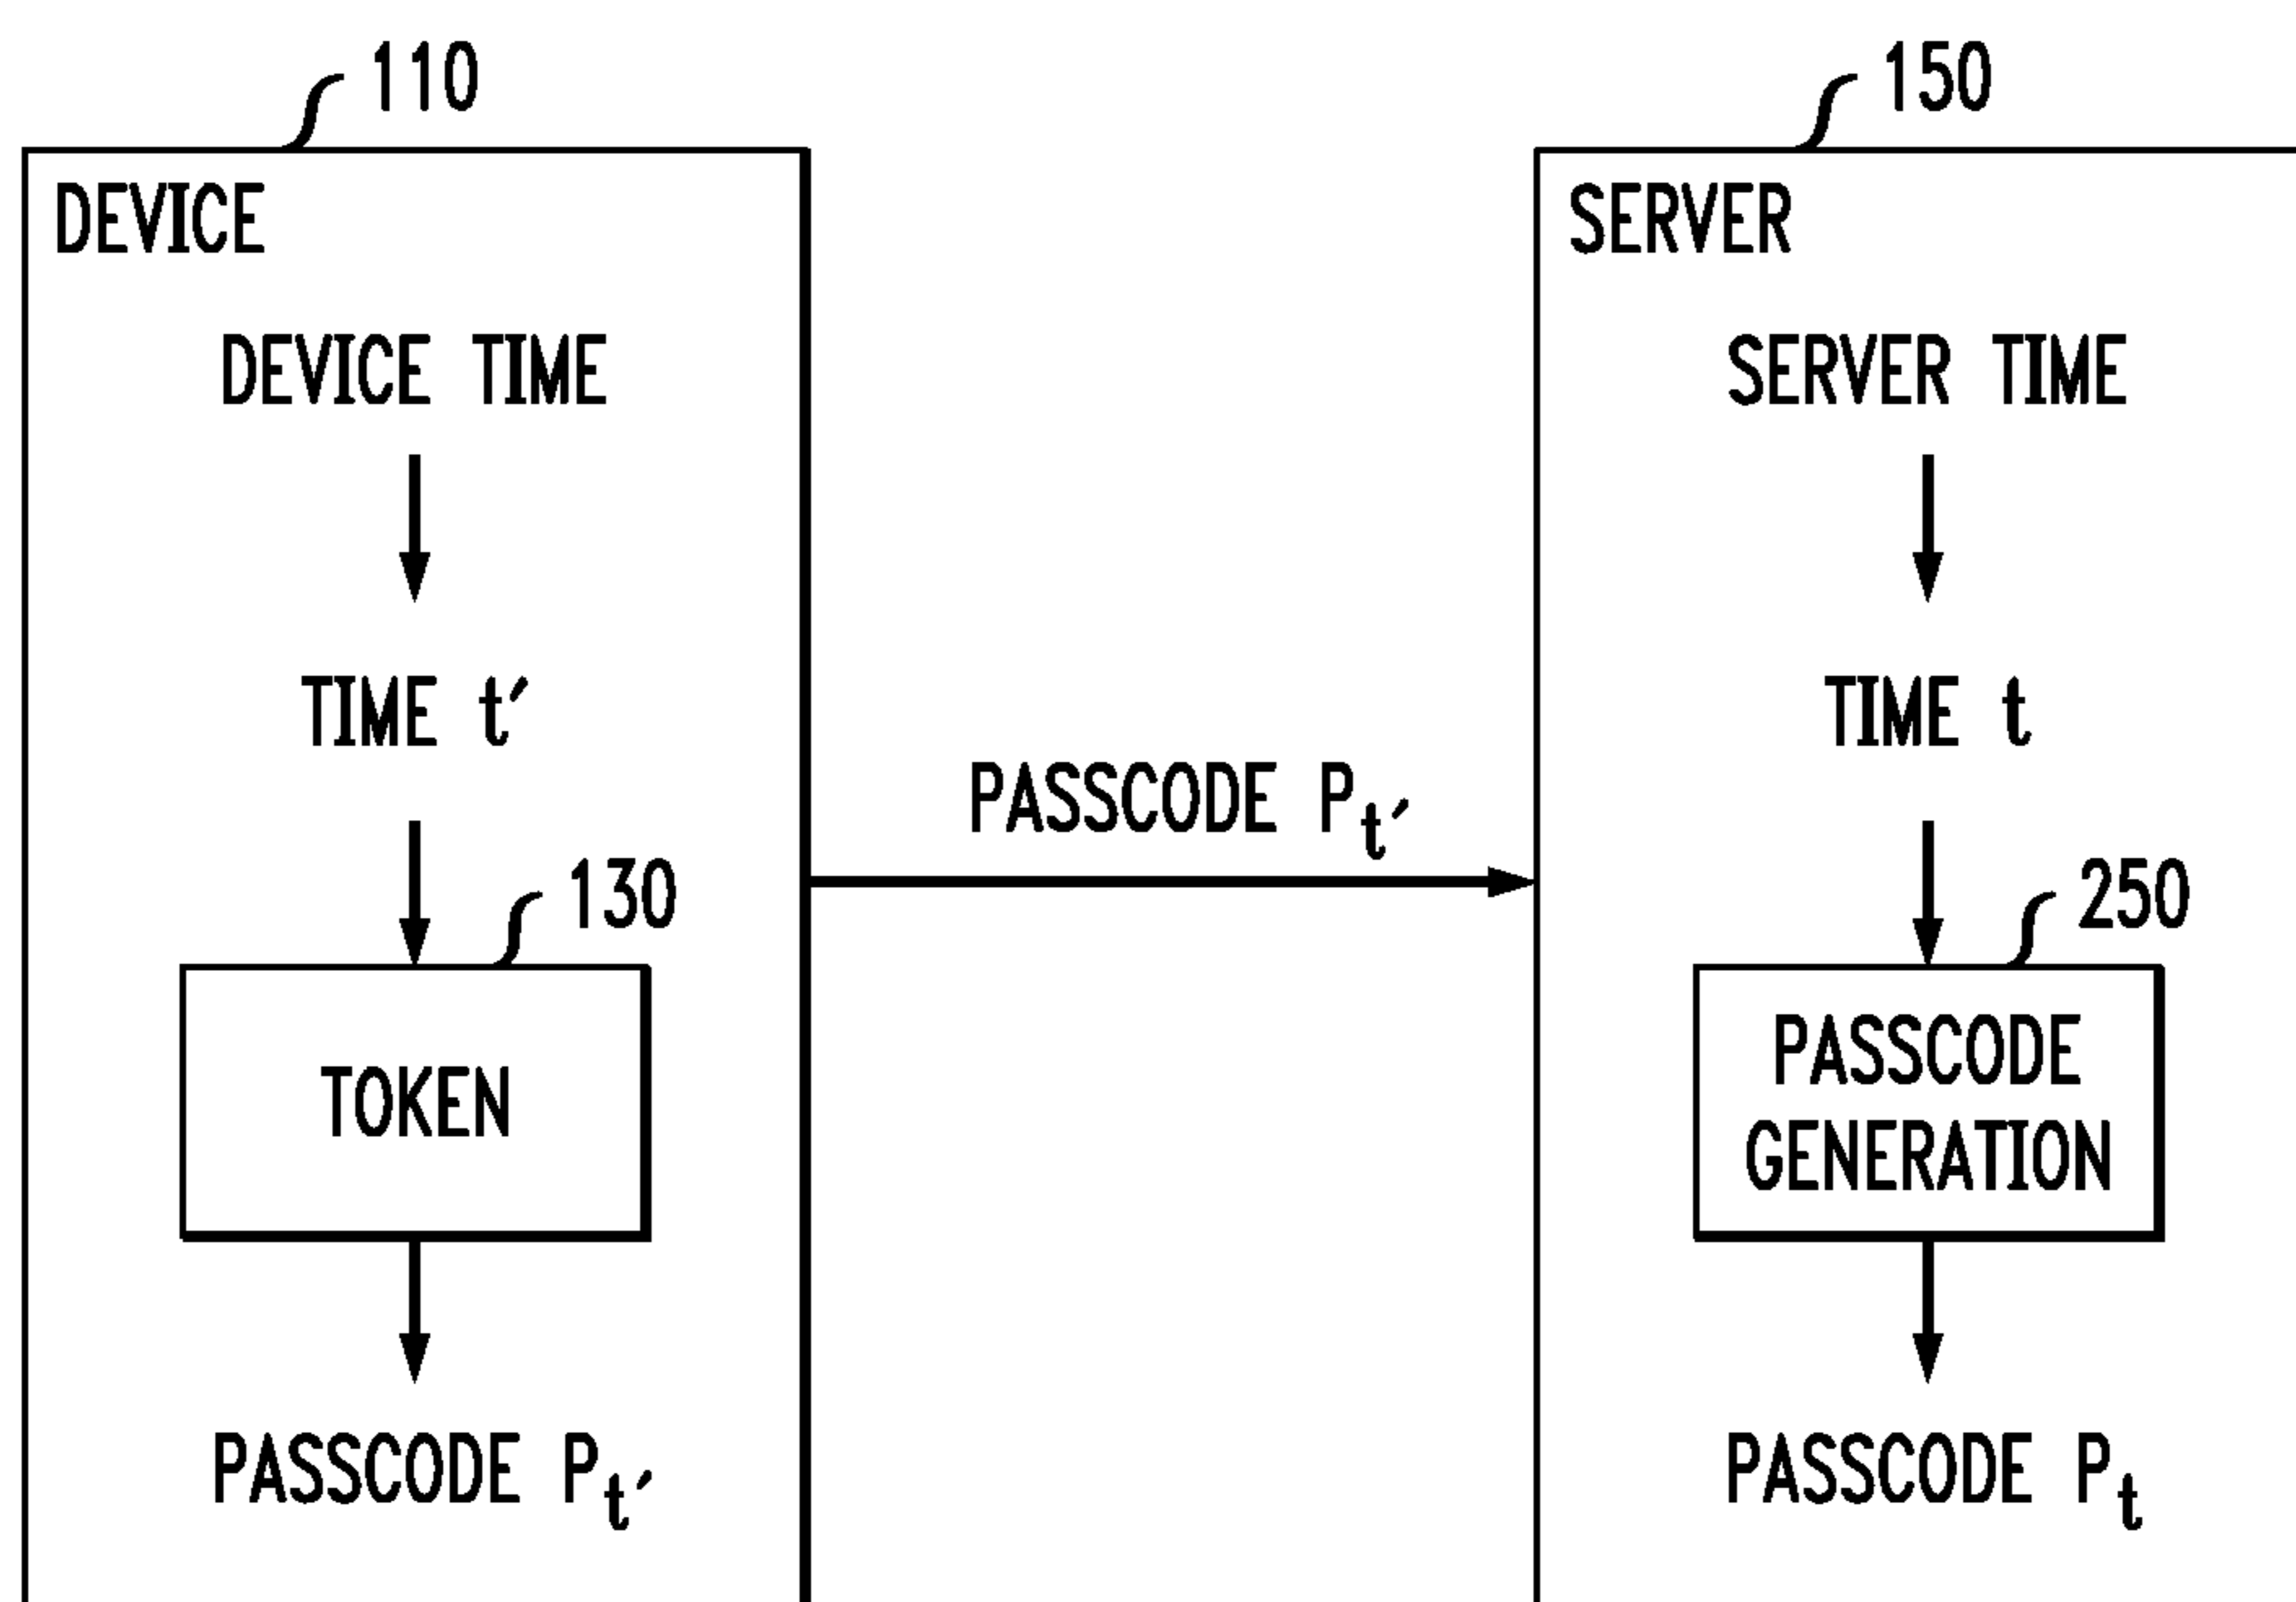 110
DEVICE
DEVICE TIME
TIME t′
130
TOKEN
PASSCODE Pt′
PASSCODE Pt′
150
SERVER
SERVER TIME
TIME t
250
PASSCODE
GENERATION
PASSCODE Pt